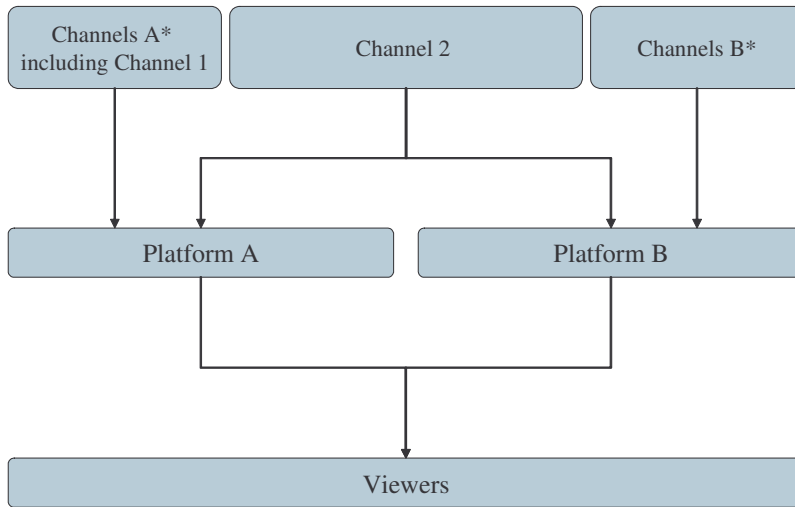 Channels A*
including Channel 1
Channel 2
Channels B*
Platform A
Platform B
Viewers